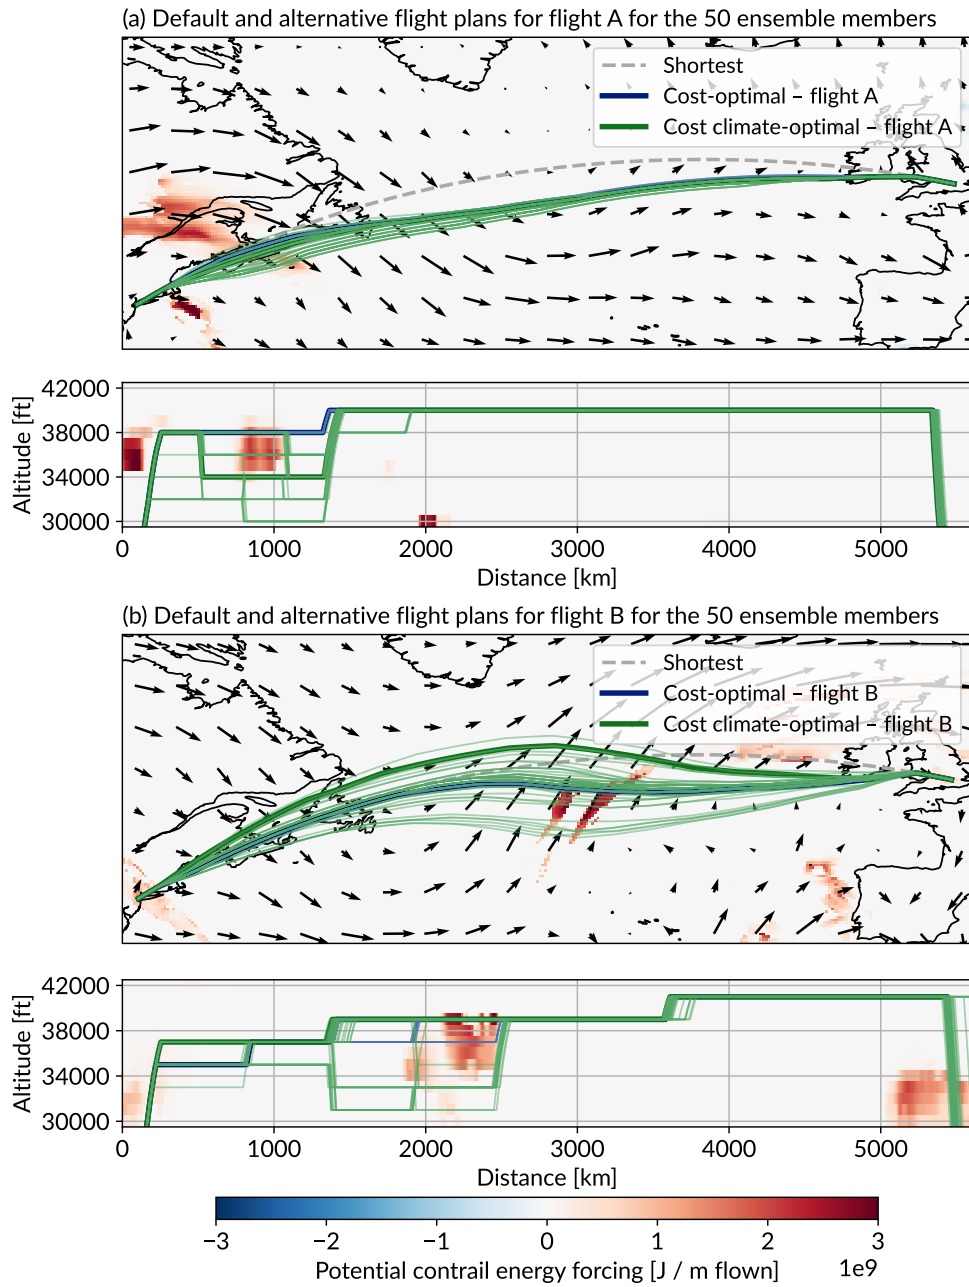 (a) Default and alternative flight plans for flight A for the 50 ensemble members
Shortest
Cost-optimal – flight A
Cost climate-optimal – flight A
42000
38000
34000
30000
Altitude [ft]
0 1000 2000 3000 4000 5000
Distance [km]
(b) Default and alternative flight plans for flight B for the 50 ensemble members
Shortest
Cost-optimal – flight B
Cost climate-optimal – flight B
42000
38000
34000
30000
Altitude [ft]
0 1000 2000 3000 4000 5000
Distance [km]
−3 −2 −1 0 1 2 3
Potential contrail energy forcing [J / m flown] 1e9